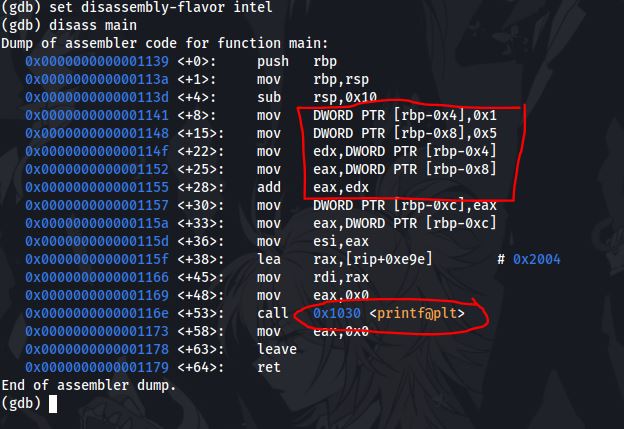 (gdb) set disassembly-flavor intel
(gdb) disass main
Dump of assembler code for function main:
   0x0000000000001139 <+0>:     push   rbp
   0x000000000000113a <+1>:     mov    rbp,rsp
   0x000000000000113d <+4>:     sub    rsp,0x10
   0x0000000000001141 <+8>:     mov    DWORD PTR [rbp-0x4],0x1
   0x0000000000001148 <+15>:    mov    DWORD PTR [rbp-0x8],0x5
   0x000000000000114f <+22>:    mov    edx,DWORD PTR [rbp-0x4]
   0x0000000000001152 <+25>:    mov    eax,DWORD PTR [rbp-0x8]
   0x0000000000001155 <+28>:    add    eax,edx
   0x0000000000001157 <+30>:    mov    DWORD PTR [rbp-0xc],eax
   0x000000000000115a <+33>:    mov    eax,DWORD PTR [rbp-0xc]
   0x000000000000115d <+36>:    mov    esi,eax
   0x000000000000115f <+38>:    lea    rax,[rip+0xe9e]        # 0x2004
   0x0000000000001166 <+45>:    mov    rdi,rax
   0x0000000000001169 <+48>:    mov    eax,0x0
   0x000000000000116e <+53>:    call   0x1030 <printf@plt>
   0x0000000000001173 <+58>:    mov    eax,0x0
   0x0000000000001178 <+63>:    leave
   0x0000000000001179 <+64>:    ret
End of assembler dump.
(gdb)